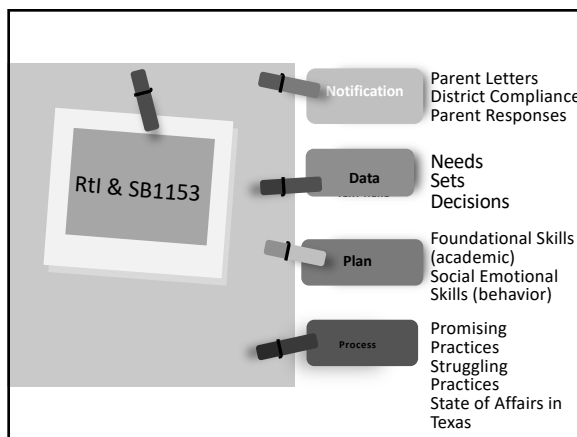 RtI & SB1153
Notification
Parent Letters
District Compliance
Parent Responses
Data
Needs
Sets
Decisions
Plan
Foundational Skills
(academic)
Social Emotional
Skills (behavior)
Process
Promising
Practices
Struggling
Practices
State of Affairs in
Texas